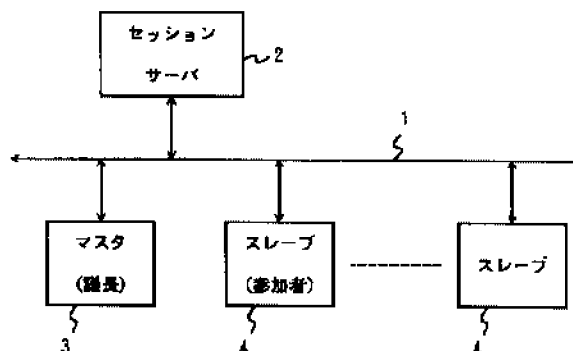 セッション
サーバ
2
1
マスタ
(議長)
スレーブ
(参加者)
スレーブ
3
4
4